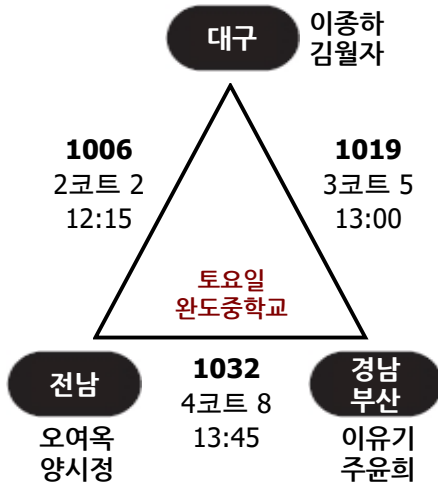 대구
이종하
김월자
1006
2코트 2
12:15
1019
3코트 5
13:00
토요일
완도중학교
전남
오여옥
양시정
1032
4코트 8
13:45
경남
부산
이유기
주윤희